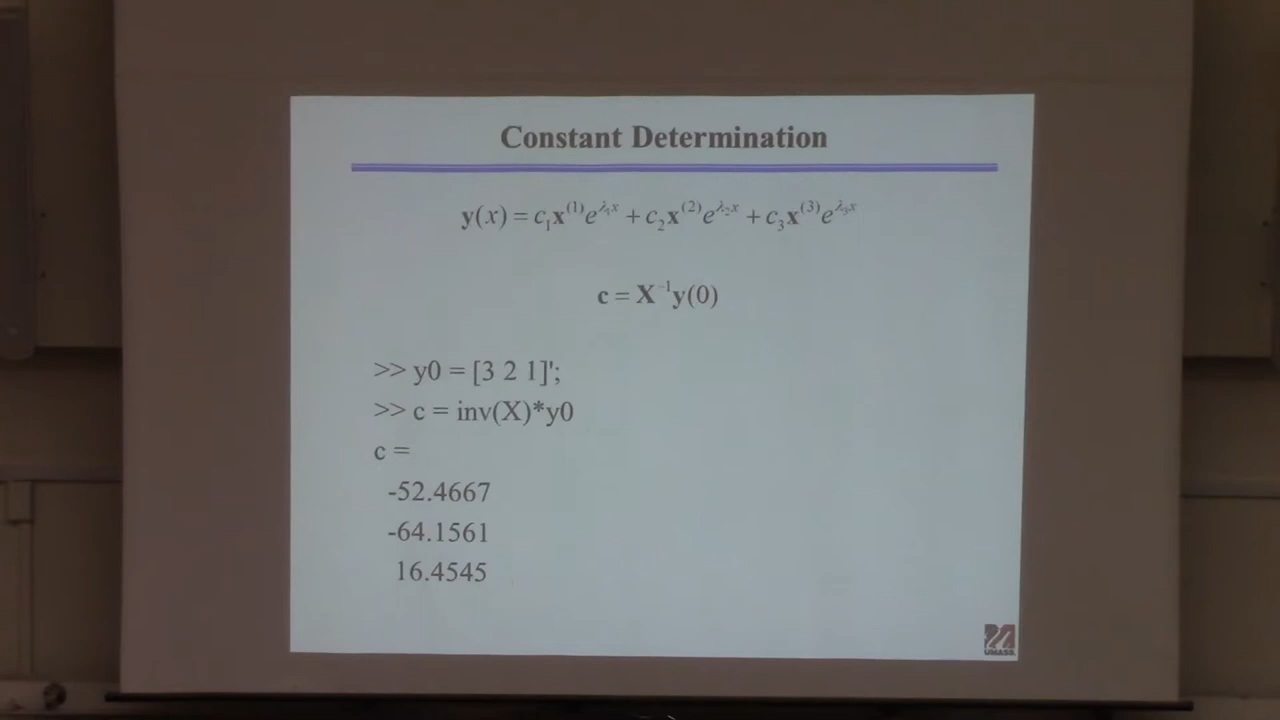 Constant Determination
y(x) = c₁x⁽¹⁾e^{λ₁x} + c₂x⁽²⁾e^{λ₂x} + c₃x⁽³⁾e^{λ₃x}
c = X⁻¹y(0)
>> y0 = [3 2 1]';
>> c = inv(X)*y0
c =
-52.4667
-64.1561
16.4545
UMASS